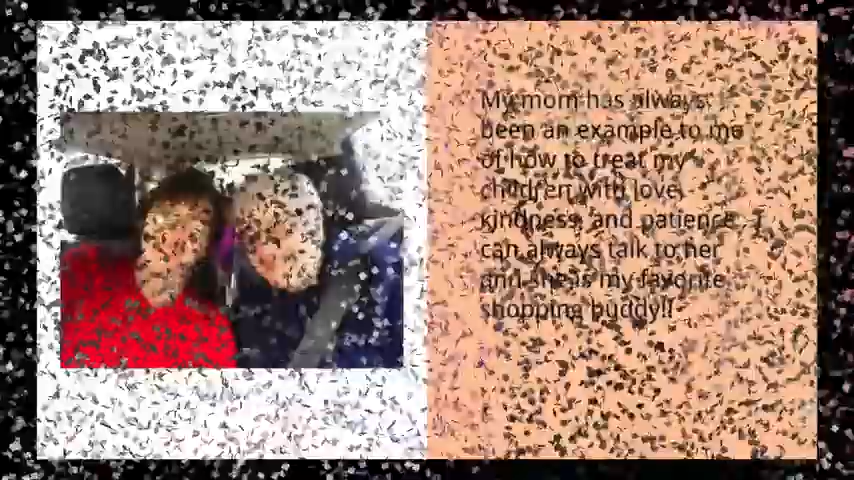 My mom has always
been an example to me
of how to treat my
children with love,
kindness, and patience. I
can always talk to her
and she is my favorite
shopping buddy!!